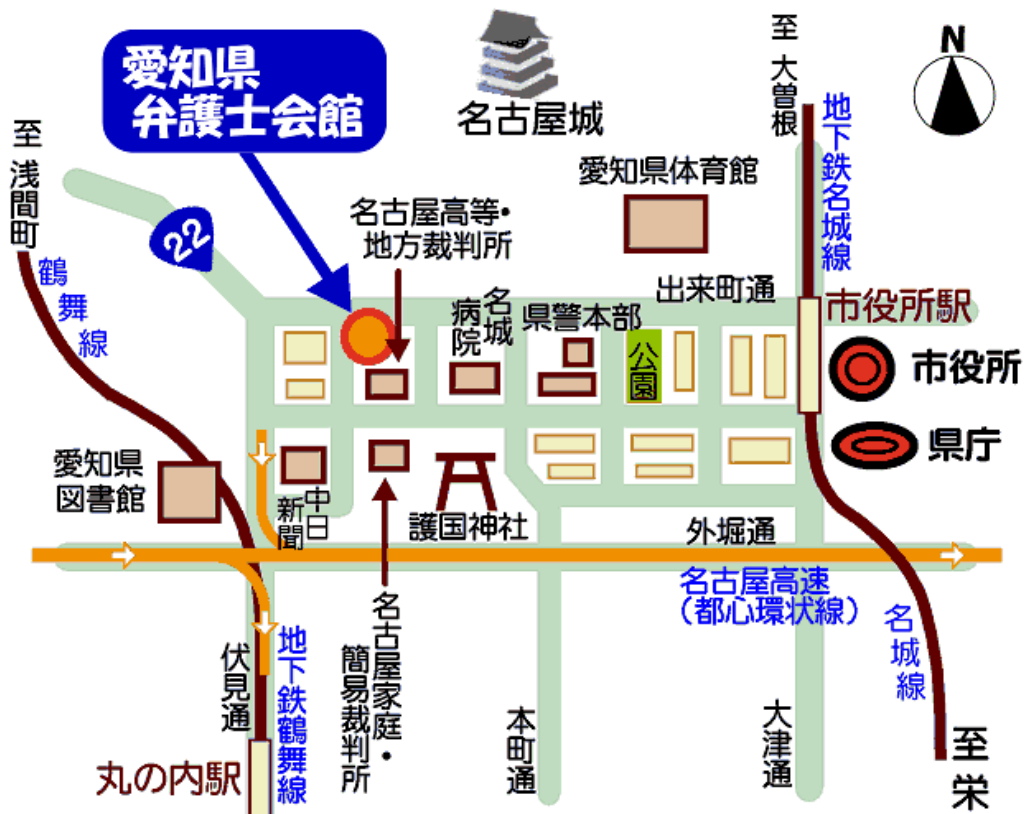 愛知県
弁護士会館
名古屋城
至 大曽根
N
地下鉄名城線
至 浅間町
愛知県体育館
22
名古屋高等・
地方裁判所
鶴舞線
出来町通
名城
病院
県警本部
市役所駅
公園
市役所
県庁
愛知県
図書館
中日
新聞
護国神社
外堀通
名古屋高速
(都心環状線)
名城線
名古屋家庭・
簡易裁判所
地下鉄鶴舞線
伏見通
本町通
大津通
丸の内駅
至 栄